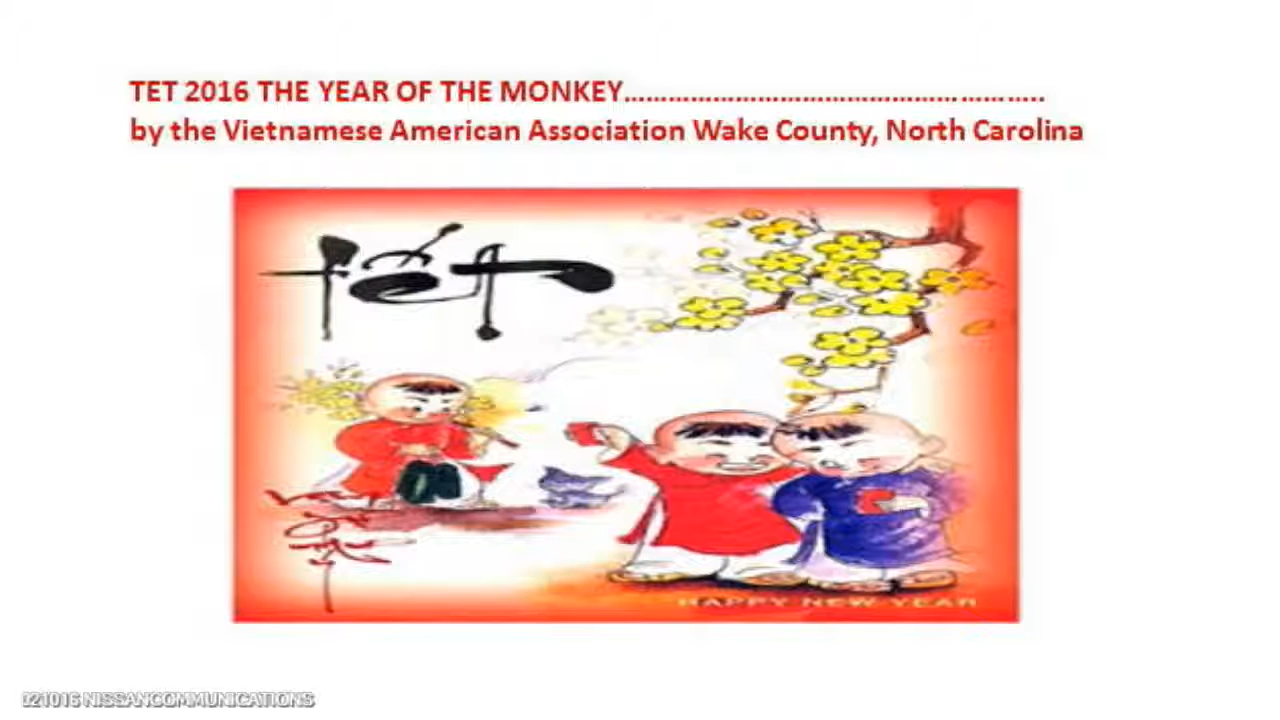 TET 2016 THE YEAR OF THE MONKEY…………………………………………..
by the Vietnamese American Association Wake County, North Carolina
tết
HAPPY NEW YEAR
021016 NISSANCOMMUNICATIONS